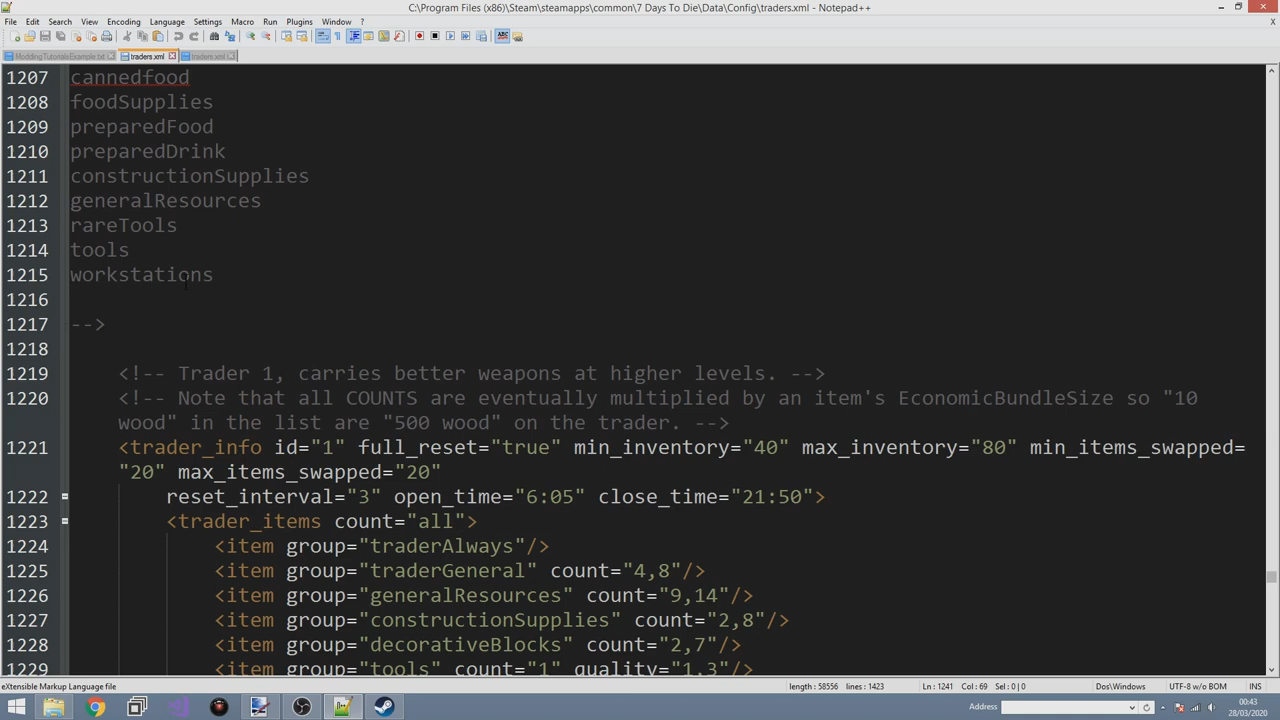 C:\Program Files (x86)\Steam\steamapps\common\7 Days To Die\Data\Config\traders.xml - Notepad++
File Edit Search View Encoding Language Settings Macro Run Plugins Window ?
ModdingTutorialsExample.txt traders.xml traders.xml
1207 cannedfood
1208 foodSupplies
1209 preparedFood
1210 preparedDrink
1211 constructionSupplies
1212 generalResources
1213 rareTools
1214 tools
1215 workstations
1216
1217 -->
1218
1219 <!-- Trader 1, carries better weapons at higher levels. -->
1220 <!-- Note that all COUNTS are eventually multiplied by an item's EconomicBundleSize so "10
wood" in the list are "500 wood" on the trader. -->
1221 <trader_info id="1" full_reset="true" min_inventory="40" max_inventory="80" min_items_swapped=
"20" max_items_swapped="20"
1222 reset_interval="3" open_time="6:05" close_time="21:50">
1223 <trader_items count="all">
1224 <item group="traderAlways"/>
1225 <item group="traderGeneral" count="4,8"/>
1226 <item group="generalResources" count="9,14"/>
1227 <item group="constructionSupplies" count="2,8"/>
1228 <item group="decorativeBlocks" count="2,7"/>
1229 <item group="tools" count="1" quality="1,3"/>
eXtensible Markup Language file length : 58556 lines : 1423 Ln : 1241 Col : 69 Sel : 0 | 0 Dos\Windows UTF-8 w/o BOM INS
Address
00:43
28/03/2020